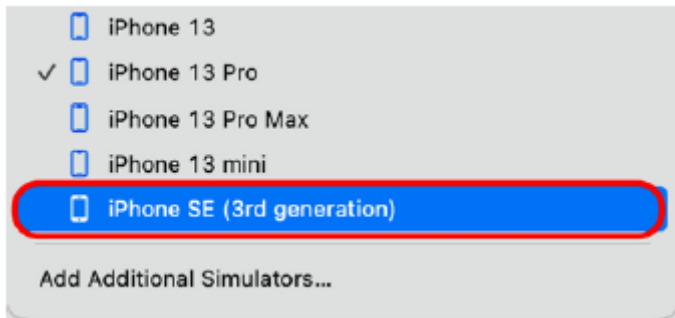 iPhone 13
iPhone 13 Pro
iPhone 13 Pro Max
iPhone 13 mini
iPhone SE (3rd generation)
Add Additional Simulators...